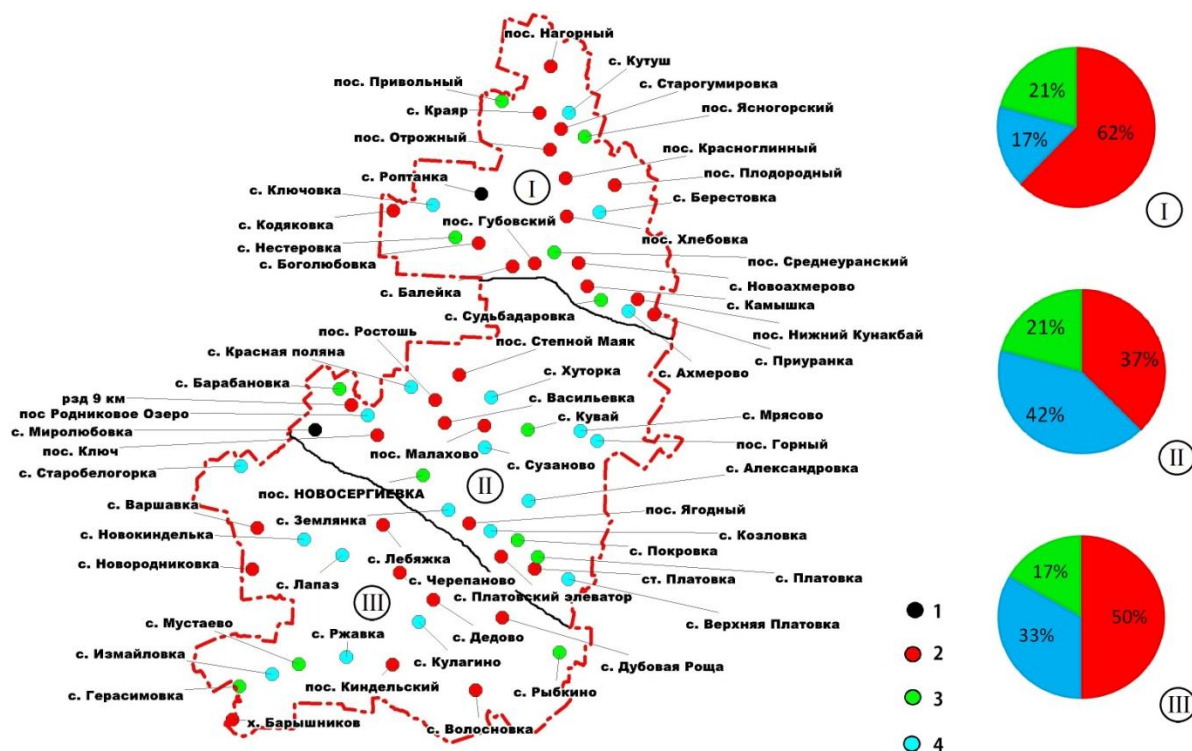 пос. Нагорный
с. Кутуш
с. Старогумировка
пос. Привольный
пос. Ясногорский
с. Краяр
пос. Отрожный
пос. Красноглинный
пос. Плодородный
с. Роптанка
I
с. Ключовка
с. Берестовка
с. Кодяковка
пос. Губовский
пос. Хлебовка
с. Нестеровка
пос. Среднеуранский
с. Боголюбовка
с. Новоахмерово
с. Балейка
с. Камышка
с. Судьбадаровка
пос. Нижний Кунакбай
пос. Ростошь
пос. Степной Маяк
с. Приуранка
с. Красная поляна
с. Ахмерово
с. Хуторка
с. Барабановка
рзд 9 км
с. Васильевка
с. Кувай
с. Мрясово
пос Родниковое Озеро
с. Миролюбовка
пос. Горный
пос. Ключ
пос. Малахово
с. Сузаново
с. Старобелогорка
с. Александровка
II
пос. НОВОСЕРГИЕВКА
с. Варшавка
с. Землянка
пос. Ягодный
с. Новокинделька
с. Козловка
с. Лебяжка
с. Покровка
с. Новородниковка
с. Лапаз
с. Черепаново
ст. Платовка
с. Платовка
с. Платовский элеватор
III
с. Мустаево
с. Ржавка
с. Дедово
с. Верхняя Платовка
с. Измайловка
с. Кулагино
с. Дубовая Роща
с. Герасимовка
пос. Киндельский
с. Рыбкино
х. Барышников
с. Волосновка
1
2
3
4
21%
17%
62%
I
21%
37%
42%
II
17%
33%
50%
III